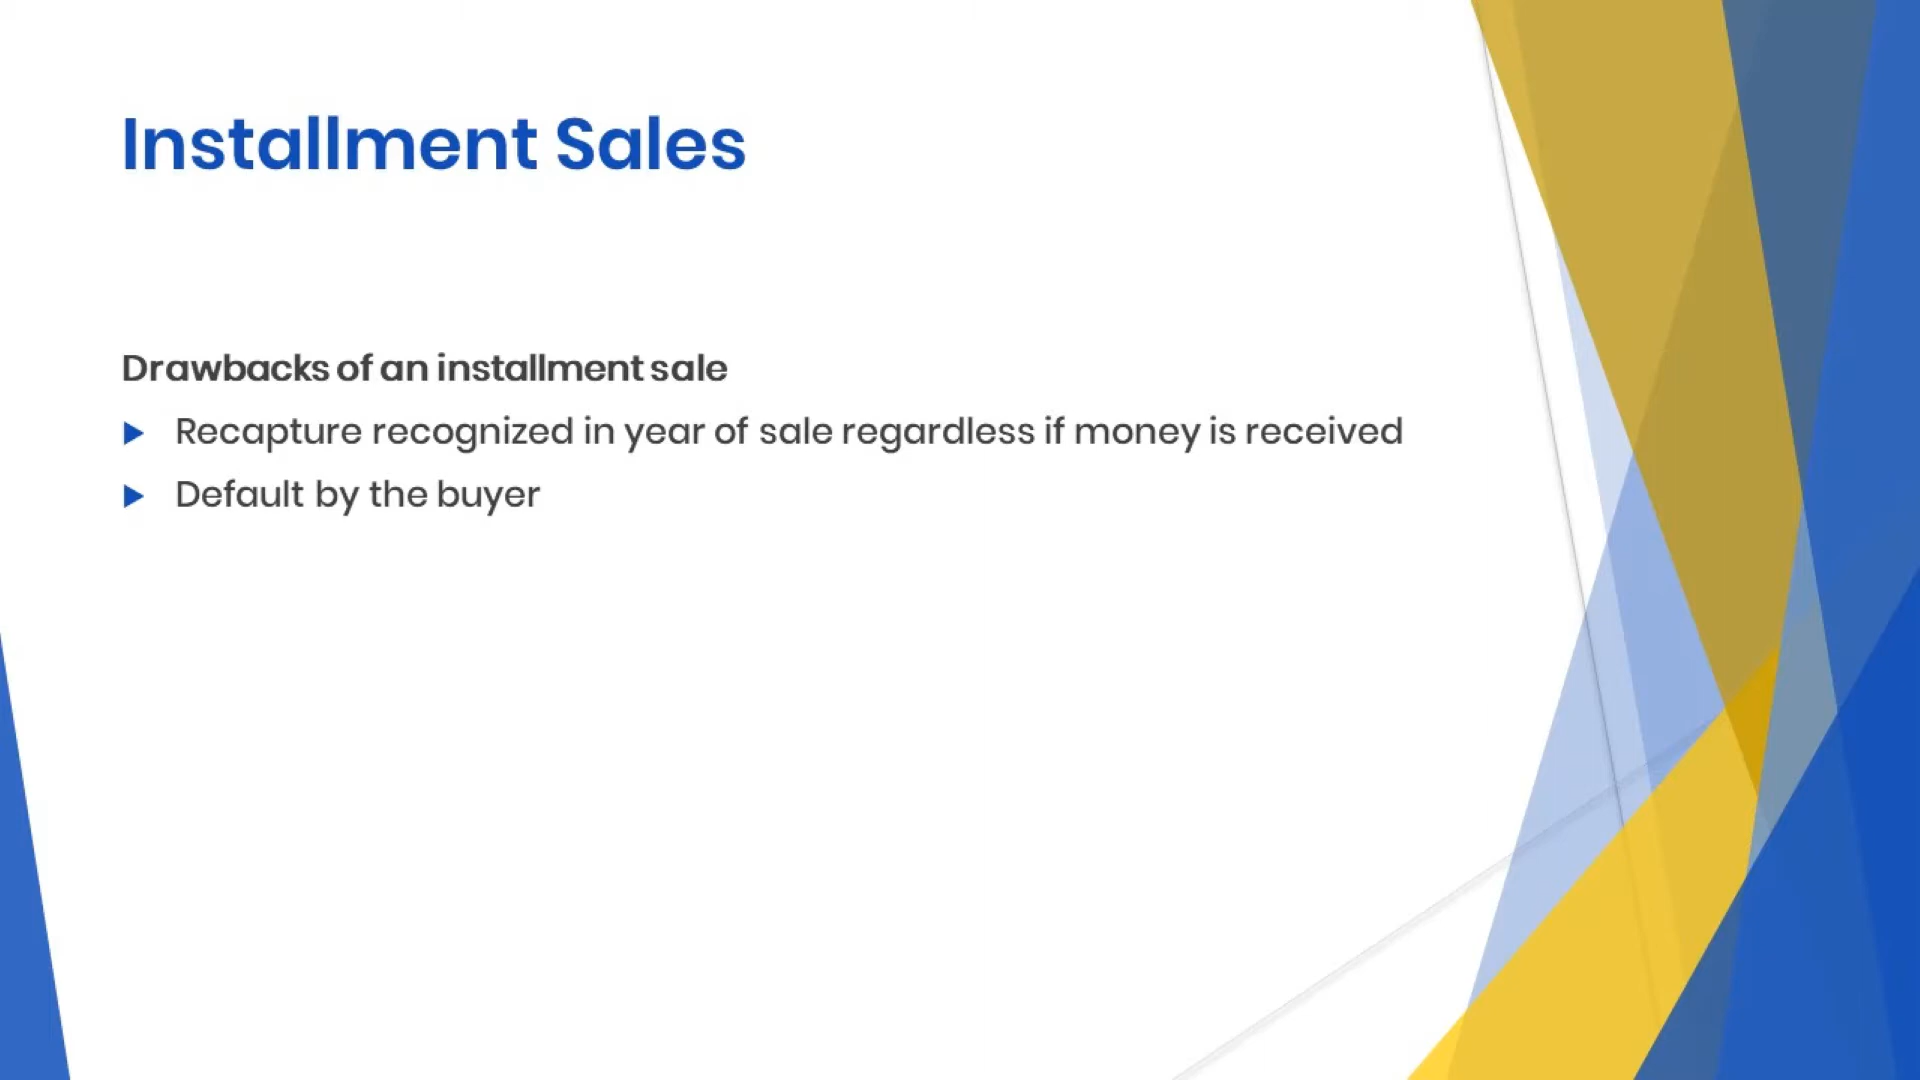 Installment Sales
Drawbacks of an installment sale
Recapture recognized in year of sale regardless if money is received
Default by the buyer